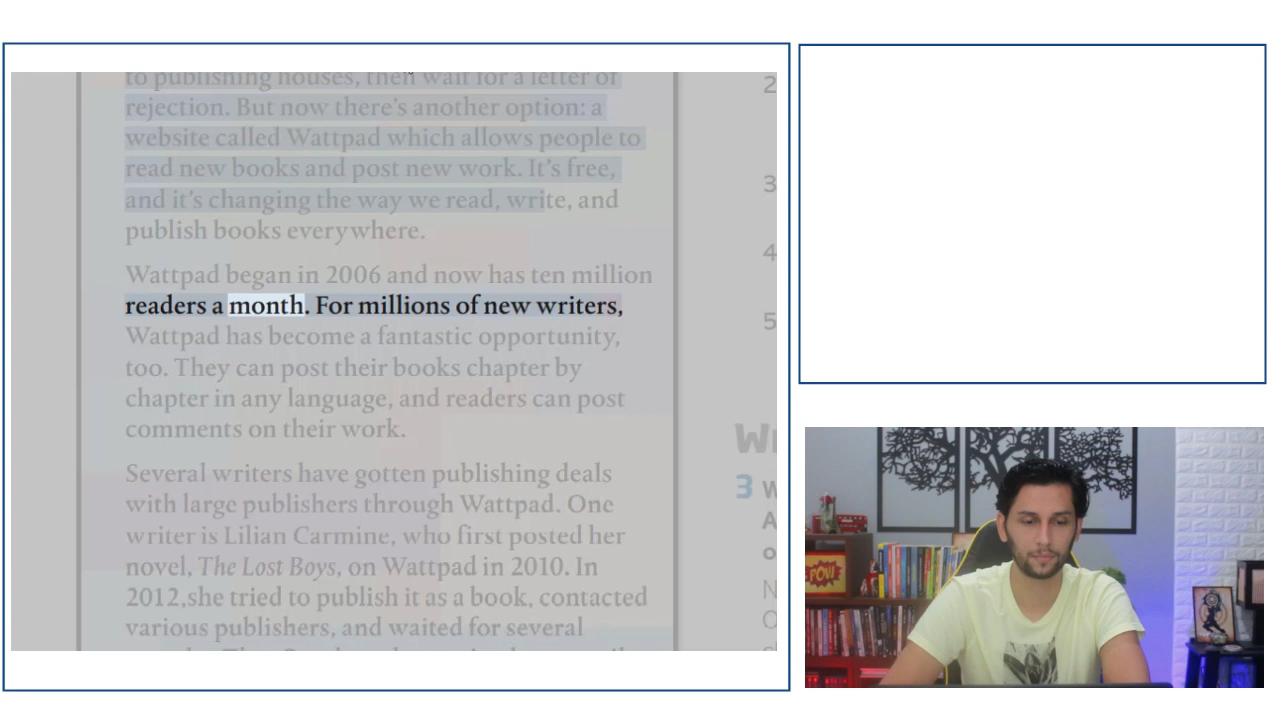 to publishing houses, then wait for a letter of
rejection. But now there's another option: a
website called Wattpad which allows people to
read new books and post new work. It's free,
and it's changing the way we read, write, and
publish books everywhere.
Wattpad began in 2006 and now has ten million
readers a month. For millions of new writers,
Wattpad has become a fantastic opportunity,
too. They can post their books chapter by
chapter in any language, and readers can post
comments on their work.
Several writers have gotten publishing deals
with large publishers through Wattpad. One
writer is Lilian Carmine, who first posted her
novel, The Lost Boys, on Wattpad in 2010. In
2012,she tried to publish it as a book, contacted
various publishers, and waited for several
2
3
4
5
3
POW!